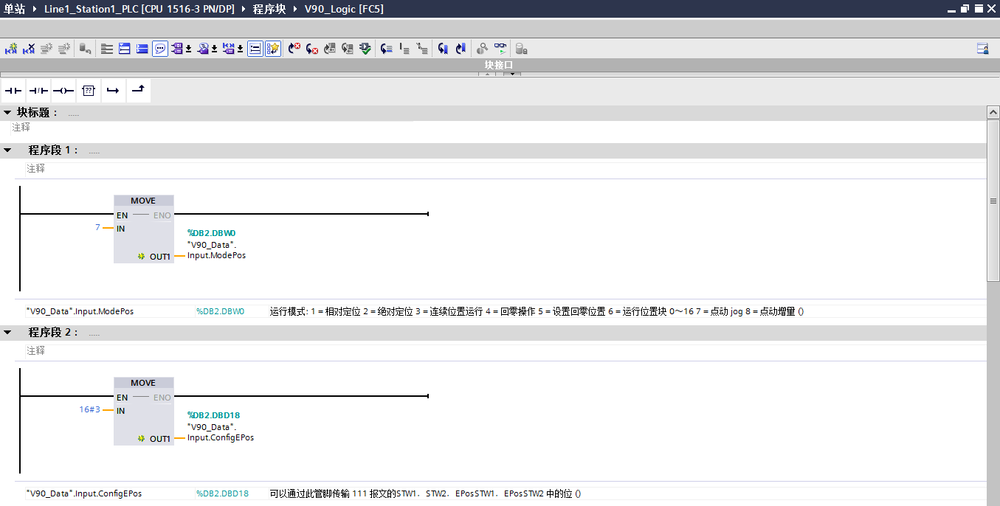 单站 Line1_Station1_PLC [CPU 1516-3 PN/DP] 程序块 V90_Logic [FC5]
块接口
??
块标题： .....
注释
程序段 1： .....
注释
MOVE
EN ENO
7 IN
%DB2.DBW0
"V90_Data".
OUT1 Input.ModePos
"V90_Data".Input.ModePos %DB2.DBW0 运行模式: 1 = 相对定位 2 = 绝对定位 3 = 连续位置运行 4 = 回零操作 5 = 设置回零位置 6 = 运行位置块 0～16 7 = 点动 jog 8 = 点动增量 ()
程序段 2： .....
注释
MOVE
EN ENO
16#3 IN
%DB2.DBD18
"V90_Data".
OUT1 Input.ConfigEPos
"V90_Data".Input.ConfigEPos %DB2.DBD18 可以通过此管脚传输 111 报文的STW1．STW2．EPosSTW1．EPosSTW2 中的位 ()